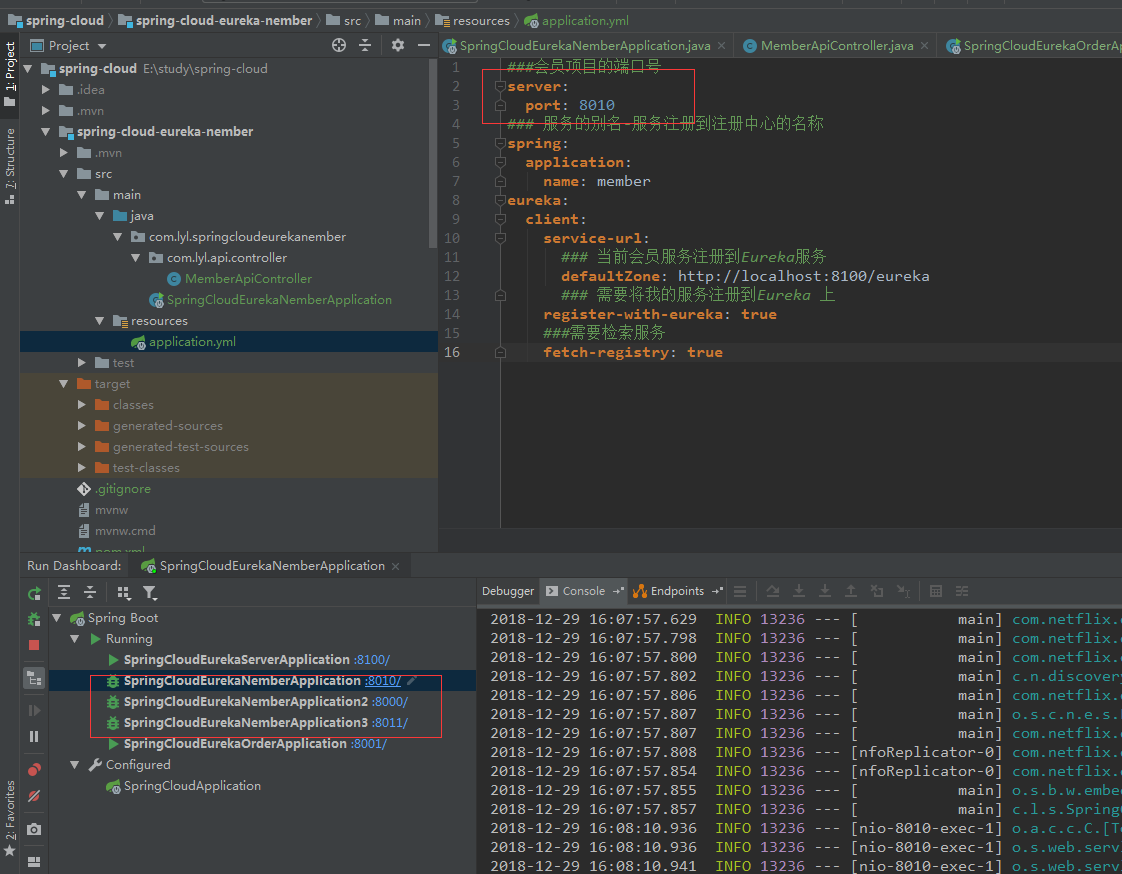 spring-cloud spring-cloud-eureka-nember src main resources application.yml
Project
SpringCloudEurekaNemberApplication.java × MemberApiController.java × SpringCloudEurekaOrderAp
1: Project
7: Structure
2: Favorites
spring-cloud E:\study\spring-cloud
.idea
.mvn
spring-cloud-eureka-nember
.mvn
src
main
java
com.lyl.springcloudeurekanember
com.lyl.api.controller
MemberApiController
SpringCloudEurekaNemberApplication
resources
application.yml
test
target
classes
generated-sources
generated-test-sources
test-classes
.gitignore
mvnw
mvnw.cmd
pom.xml
1 ###会员项目的端口号
2 server:
3 port: 8010
4 ### 服务的别名-服务注册到注册中心的名称
5 spring:
6 application:
7 name: member
8 eureka:
9 client:
10 service-url:
11 ### 当前会员服务注册到Eureka服务
12 defaultZone: http://localhost:8100/eureka
13 ### 需要将我的服务注册到Eureka 上
14 register-with-eureka: true
15 ###需要检索服务
16 fetch-registry: true
Run Dashboard: SpringCloudEurekaNemberApplication ×
Spring Boot
Running
SpringCloudEurekaServerApplication :8100/
SpringCloudEurekaNemberApplication :8010/
SpringCloudEurekaNemberApplication2 :8000/
SpringCloudEurekaNemberApplication3 :8011/
SpringCloudEurekaOrderApplication :8001/
Configured
SpringCloudApplication
Debugger Console Endpoints
2018-12-29 16:07:57.629 INFO 13236 --- [ main] com.netflix.
2018-12-29 16:07:57.798 INFO 13236 --- [ main] com.netflix.
2018-12-29 16:07:57.800 INFO 13236 --- [ main] com.netflix.
2018-12-29 16:07:57.802 INFO 13236 --- [ main] c.n.discovery
2018-12-29 16:07:57.806 INFO 13236 --- [ main] com.netflix.
2018-12-29 16:07:57.807 INFO 13236 --- [ main] o.s.c.n.e.s.
2018-12-29 16:07:57.807 INFO 13236 --- [ main] com.netflix.
2018-12-29 16:07:57.808 INFO 13236 --- [nfoReplicator-0] com.netflix.
2018-12-29 16:07:57.854 INFO 13236 --- [nfoReplicator-0] com.netflix.
2018-12-29 16:07:57.855 INFO 13236 --- [ main] o.s.b.w.embe
2018-12-29 16:07:57.857 INFO 13236 --- [ main] c.l.s.Spring
2018-12-29 16:08:10.936 INFO 13236 --- [nio-8010-exec-1] o.a.c.c.C.[T
2018-12-29 16:08:10.936 INFO 13236 --- [nio-8010-exec-1] o.s.web.serv
2018-12-29 16:08:10.941 INFO 13236 --- [nio-8010-exec-1] o.s.web.serv